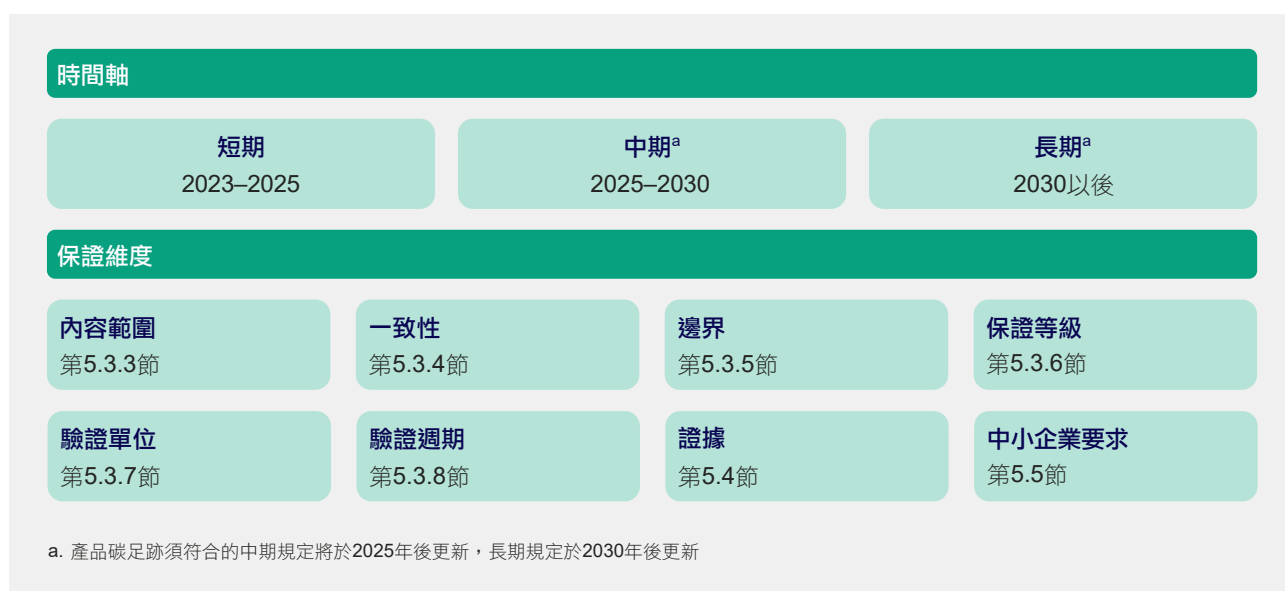 時間軸
短期
2023–2025
中期a
2025–2030
長期a
2030以後
保證維度
內容範圍
第5.3.3節
一致性
第5.3.4節
邊界
第5.3.5節
保證等級
第5.3.6節
驗證單位
第5.3.7節
驗證週期
第5.3.8節
證據
第5.4節
中小企業要求
第5.5節
a. 產品碳足跡須符合的中期規定將於2025年後更新，長期規定於2030年後更新